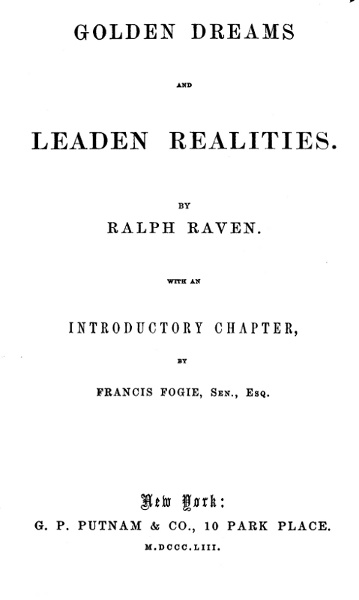 GOLDEN DREAMS
AND
LEADEN REALITIES.
BY
RALPH RAVEN.
WITH AN
INTRODUCTORY CHAPTER,
BY
FRANCIS FOGIE, Sen., Esq.
New York:
G. P. PUTNAM & CO., 10 PARK PLACE.
M.DCCC.LIII.